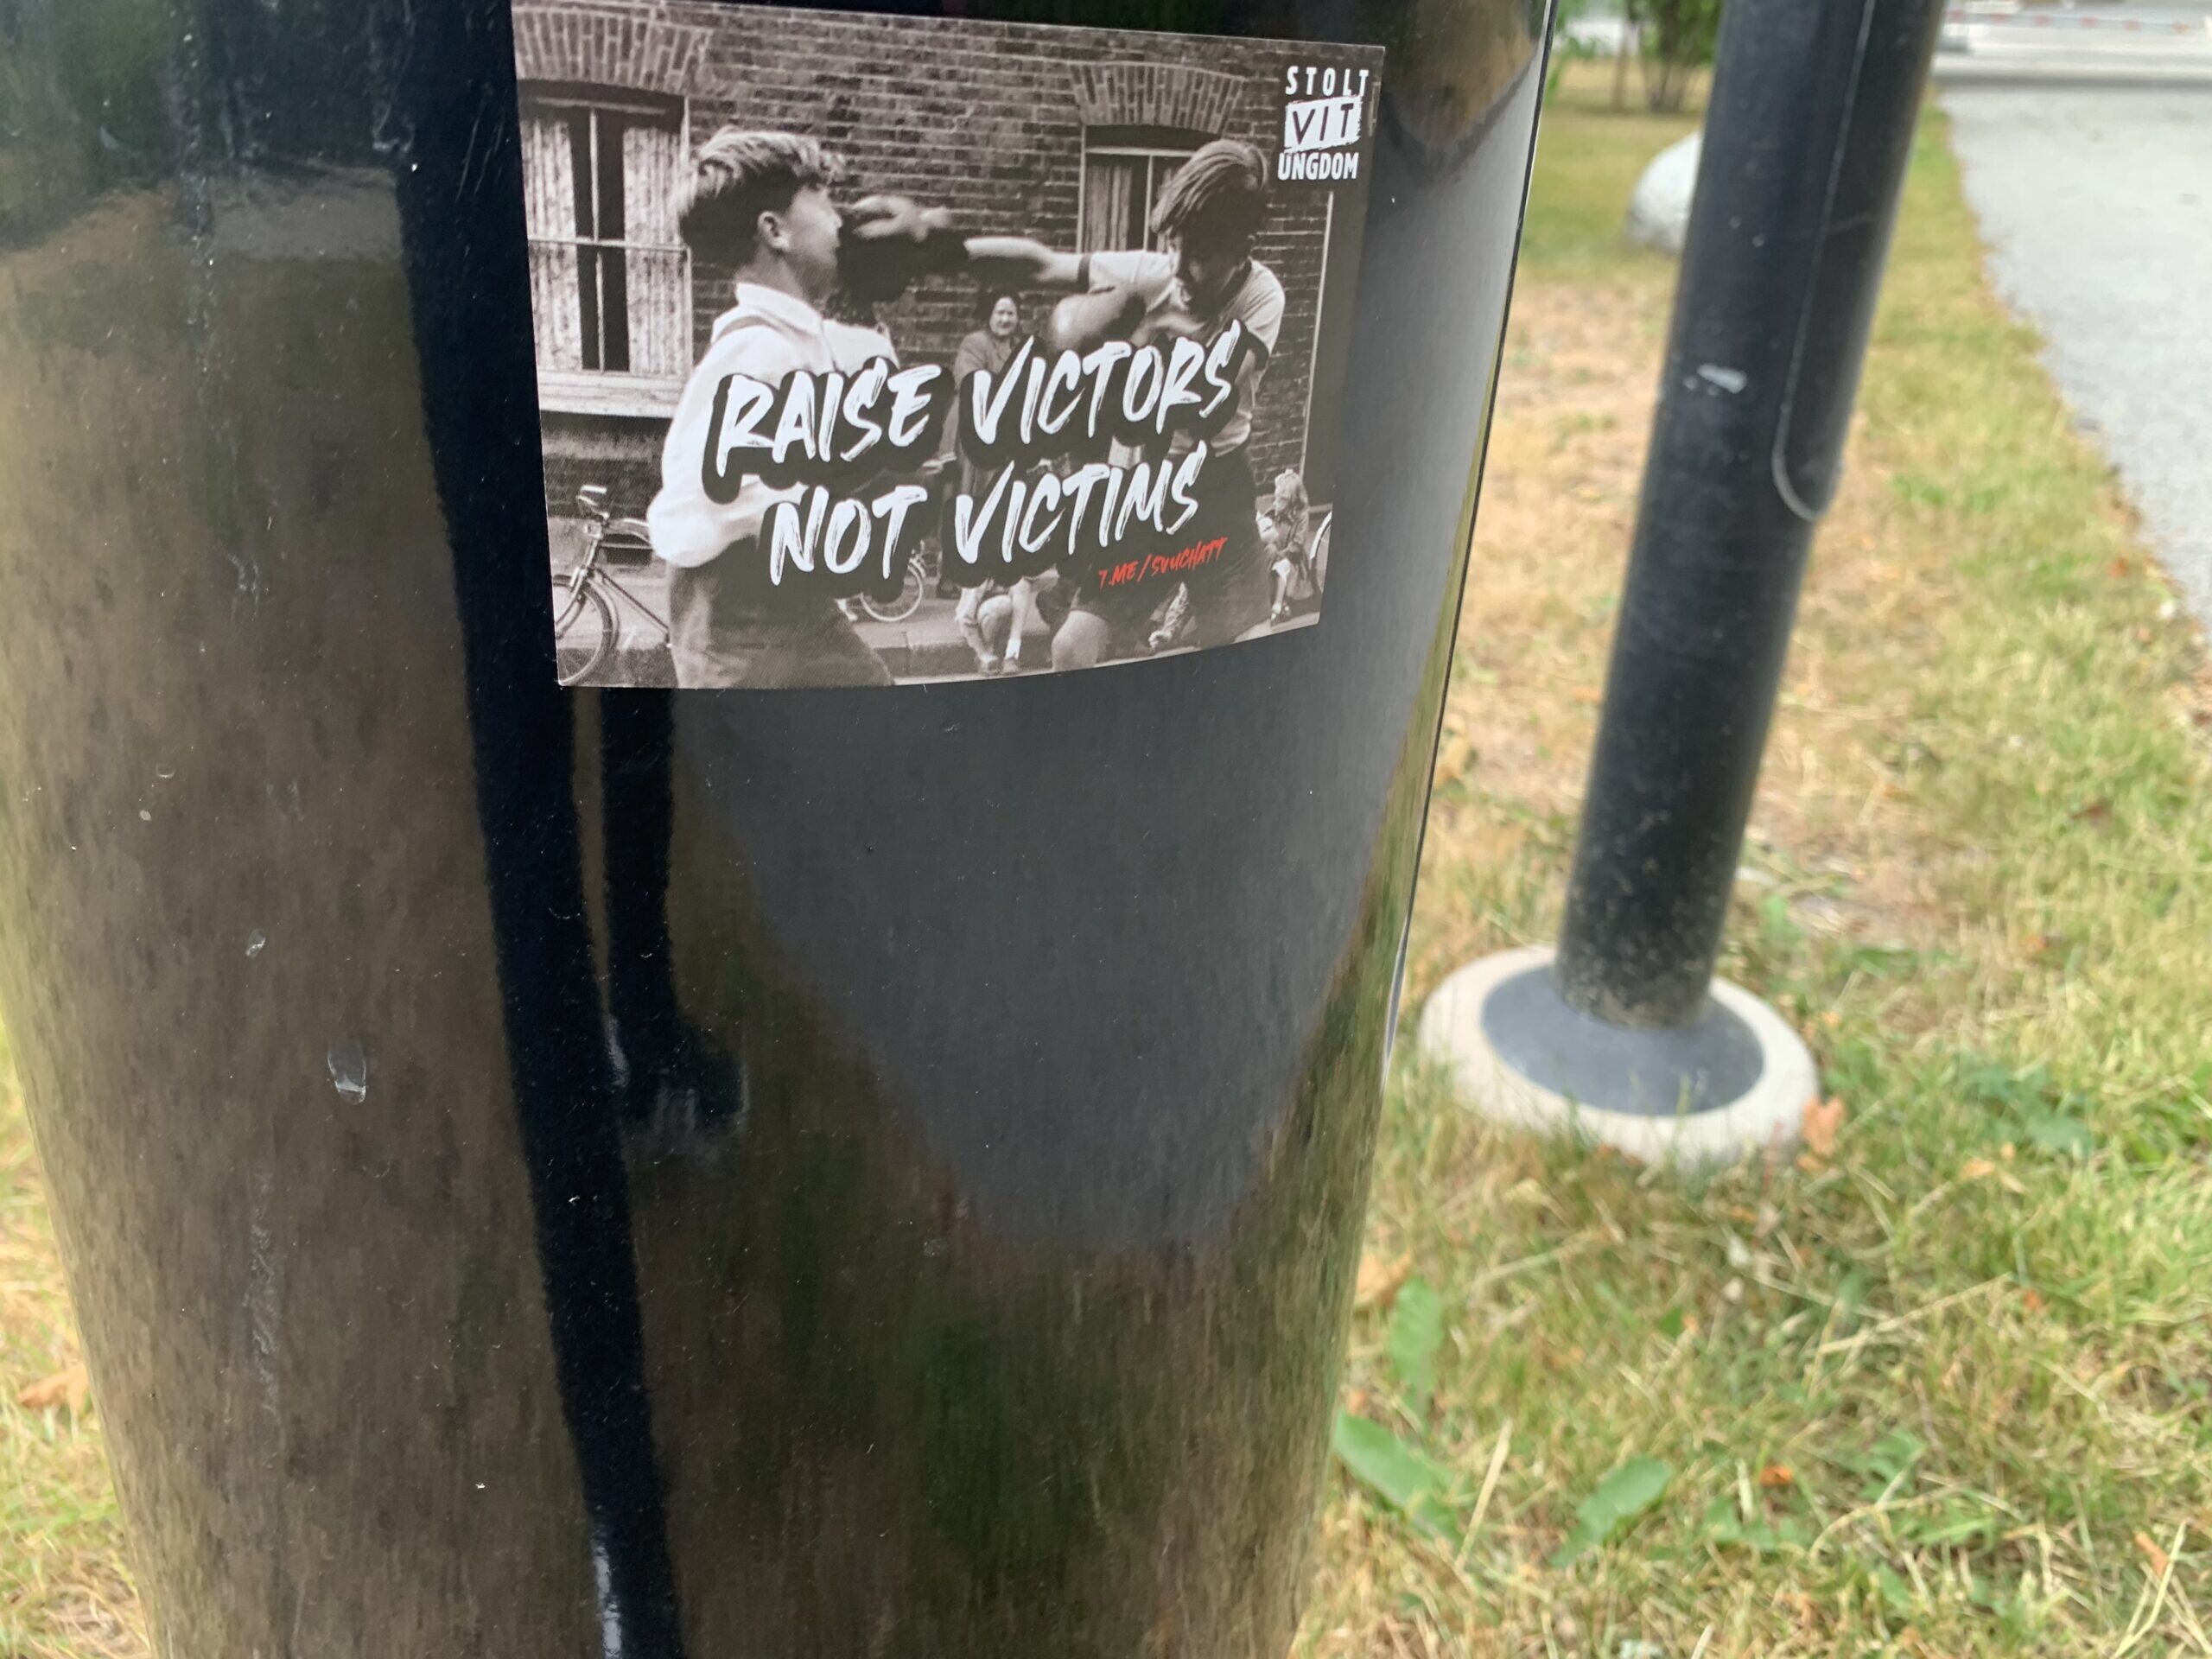 STOLT
VIT
UNGDOM
RAISE VICTORS
NOT VICTIMS
T.ME/SVUCHATT